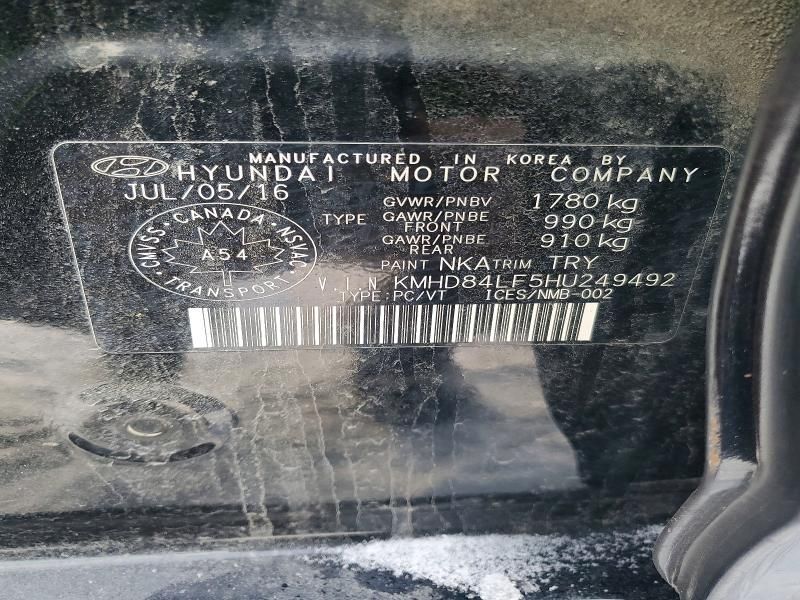 MANUFACTURED IN KOREA BY
HYUNDAI MOTOR COMPANY
JUL/05/16
GVWR/PNBV 1780 kg
TYPE GAWR/PNBE FRONT 990 kg
GAWR/PNBE REAR 910 kg
CANADA
CMVSS NSVAC
A54
TRANSPORT
PAINT NKA TRIM TRY
V.I.N KMHD84LF5HU249492
TYPE:PC/VT ICES/NMB-002